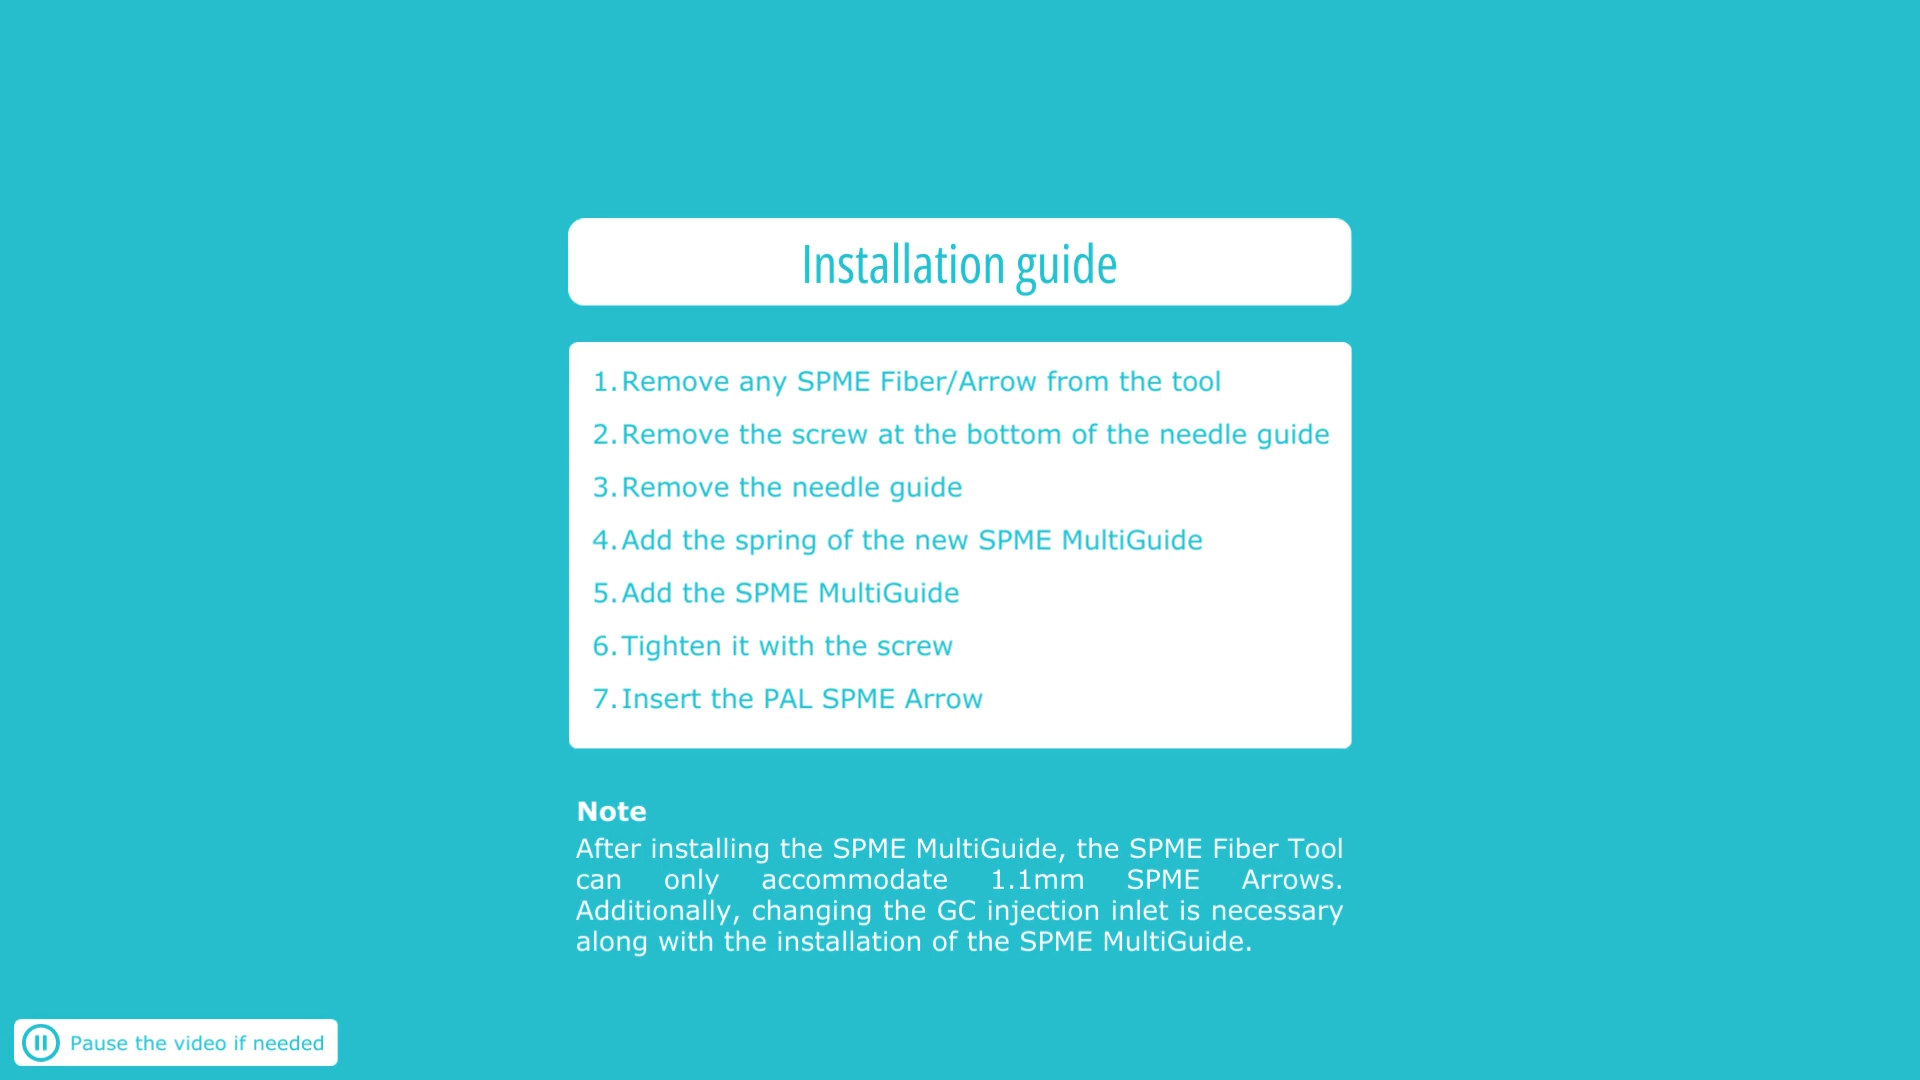 Installation guide
1. Remove any SPME Fiber/Arrow from the tool
2. Remove the screw at the bottom of the needle guide
3. Remove the needle guide
4. Add the spring of the new SPME MultiGuide
5. Add the SPME MultiGuide
6. Tighten it with the screw
7. Insert the PAL SPME Arrow
Note
After installing the SPME MultiGuide, the SPME Fiber Tool
can only accommodate 1.1mm SPME Arrows.
Additionally, changing the GC injection inlet is necessary
along with the installation of the SPME MultiGuide.
Pause the video if needed